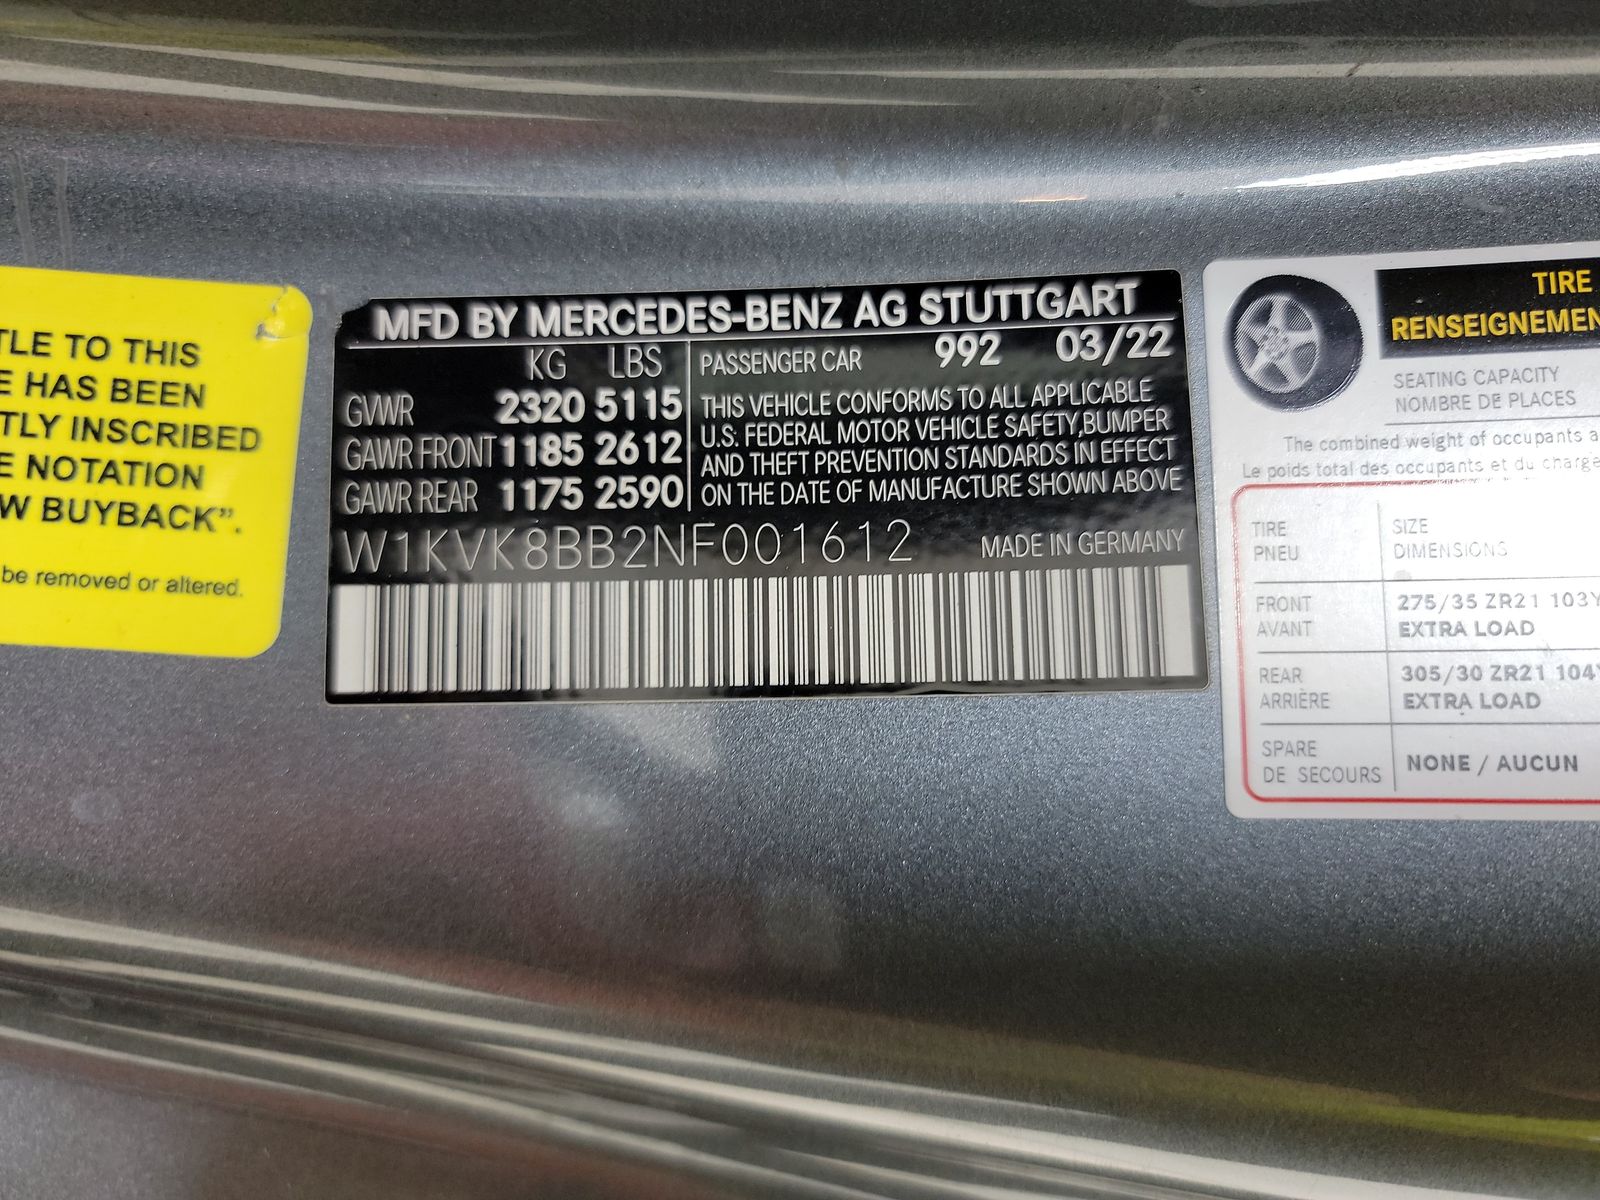 TLE TO THIS
E HAS BEEN
TLY INSCRIBED
E NOTATION
W BUYBACK".
be removed or altered.
MFD BY MERCEDES-BENZ AG STUTTGART
KG LBS
GVWR 2320 5115
GAWR FRONT 1185 2612
GAWR REAR 1175 2590
PASSENGER CAR 992 03/22
THIS VEHICLE CONFORMS TO ALL APPLICABLE
U.S. FEDERAL MOTOR VEHICLE SAFETY,BUMPER
AND THEFT PREVENTION STANDARDS IN EFFECT
ON THE DATE OF MANUFACTURE SHOWN ABOVE
W1KVK8BB2NF001612 MADE IN GERMANY
TIRE
RENSEIGNEMEN
SEATING CAPACITY
NOMBRE DE PLACES
The combined weight of occupants a
Le poids total des occupants et du charge
TIRE SIZE
PNEU DIMENSIONS
FRONT 275/35 ZR21 103Y
AVANT EXTRA LOAD
REAR 305/30 ZR21 104Y
ARRIÈRE EXTRA LOAD
SPARE
DE SECOURS NONE / AUCUN